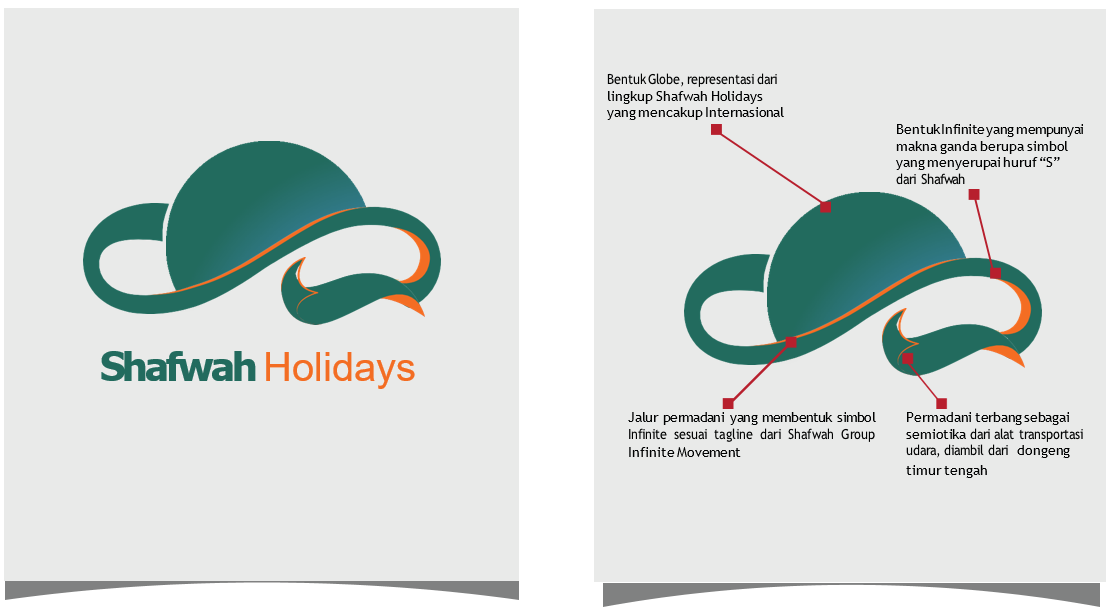 Shafwah Holidays
Bentuk Globe, representasi dari
lingkup Shafwah Holidays
yang mencakup Internasional
Bentuk Infinite yang mempunyai
makna ganda berupa simbol
yang menyerupai huruf “S”
dari Shafwah
Jalur permadani yang membentuk simbol
Infinite sesuai tagline dari Shafwah Group
Infinite Movement
Permadani terbang sebagai
semiotika dari alat transportasi
udara, diambil dari dongeng
timur tengah